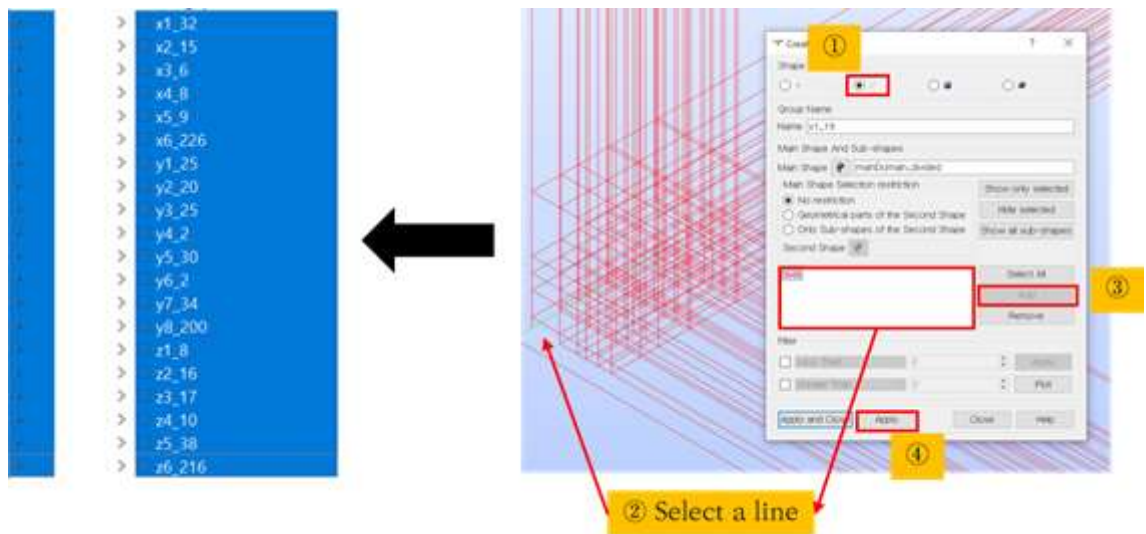 x1_32
x2_15
x3_6
x4_8
x5_9
x6_226
y1_25
y2_20
y3_25
y4_2
y5_30
y6_2
y7_34
y8_200
z1_8
z2_16
z3_17
z4_10
z5_38
z6_216
①
? ×
Shape
Group Name
Name
Main Shape And Sub-shapes
Main Shape
Main Shape Selection restriction
No restriction
Geometrical parts of the Second Shape
Only Sub-shapes of the Second Shape
Second Shape
Show only selected
Hide selected
Show all sub-shapes
Select All
③
Remove
Filter
Plot
Apply and Close
Apply
Close
Help
④
② Select a line